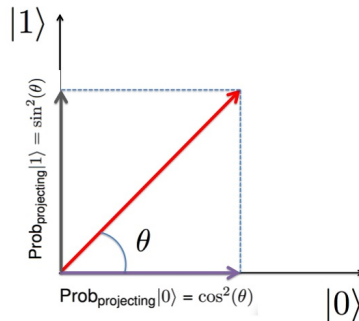 |1⟩
Prob_projecting|1⟩ = sin²(θ)
θ
Prob_projecting|0⟩ = cos²(θ)
|0⟩